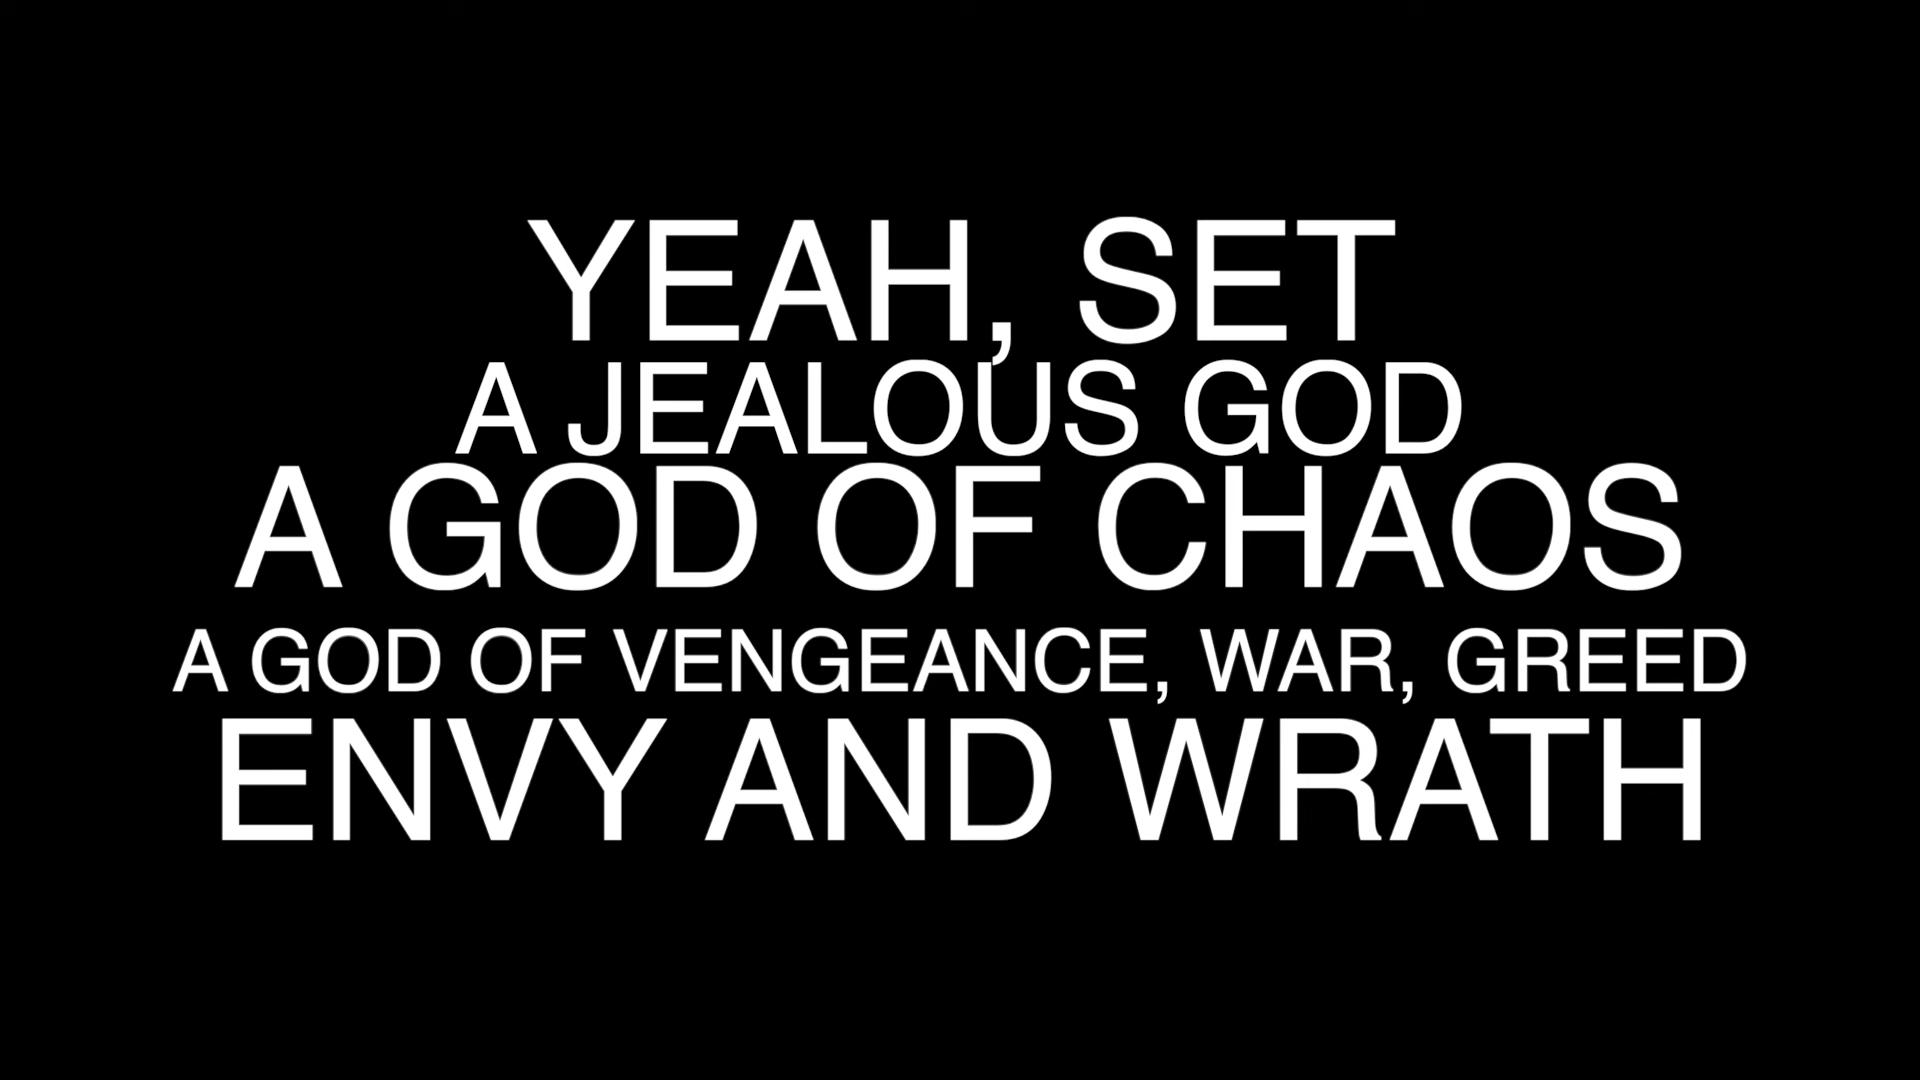 YEAH, SET
A JEALOUS GOD
A GOD OF CHAOS
A GOD OF VENGEANCE, WAR, GREED
ENVY AND WRATH